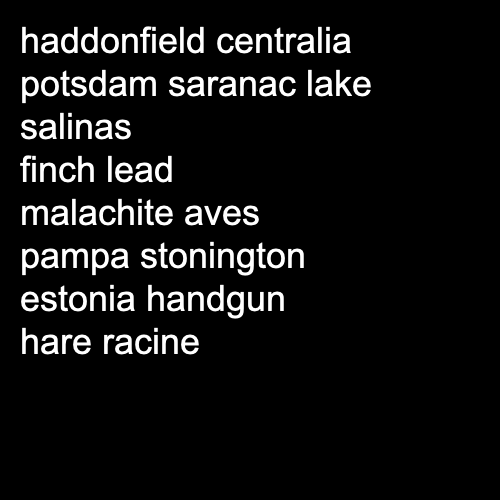 haddonfield centralia
potsdam saranac lake
salinas
finch lead
malachite aves
pampa stonington
estonia handgun
hare racine